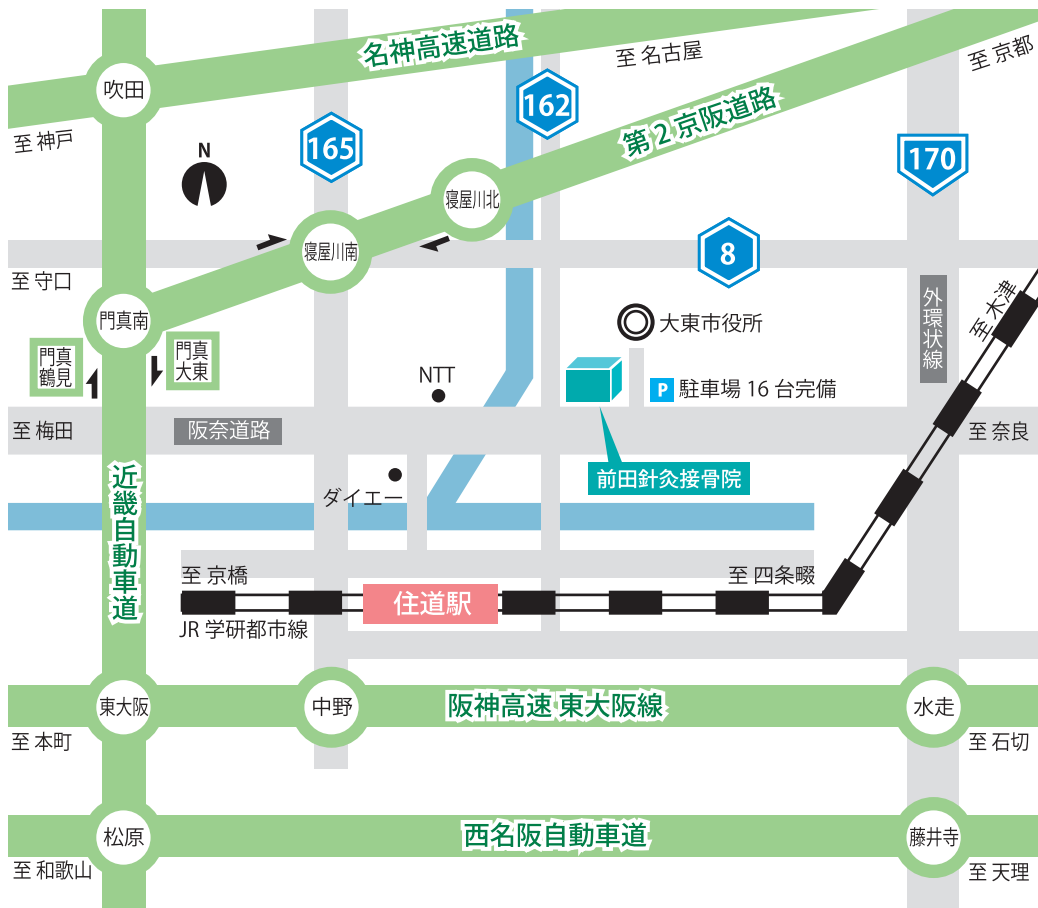 名神高速道路
至 名古屋
至 京都
吹田
162
第2京阪道路
至 神戸
165
170
N
寝屋川北
寝屋川南
8
至 守口
門真南
大東市役所
外環状線
至 木津
門真
鶴見
門真
大東
NTT
P
駐車場 16 台完備
至 梅田
阪奈道路
至 奈良
前田針灸接骨院
ダイエー
近畿自動車道
至 京橋
至 四条畷
住道駅
JR 学研都市線
東大阪
中野
阪神高速 東大阪線
水走
至 本町
至 石切
松原
西名阪自動車道
藤井寺
至 和歌山
至 天理